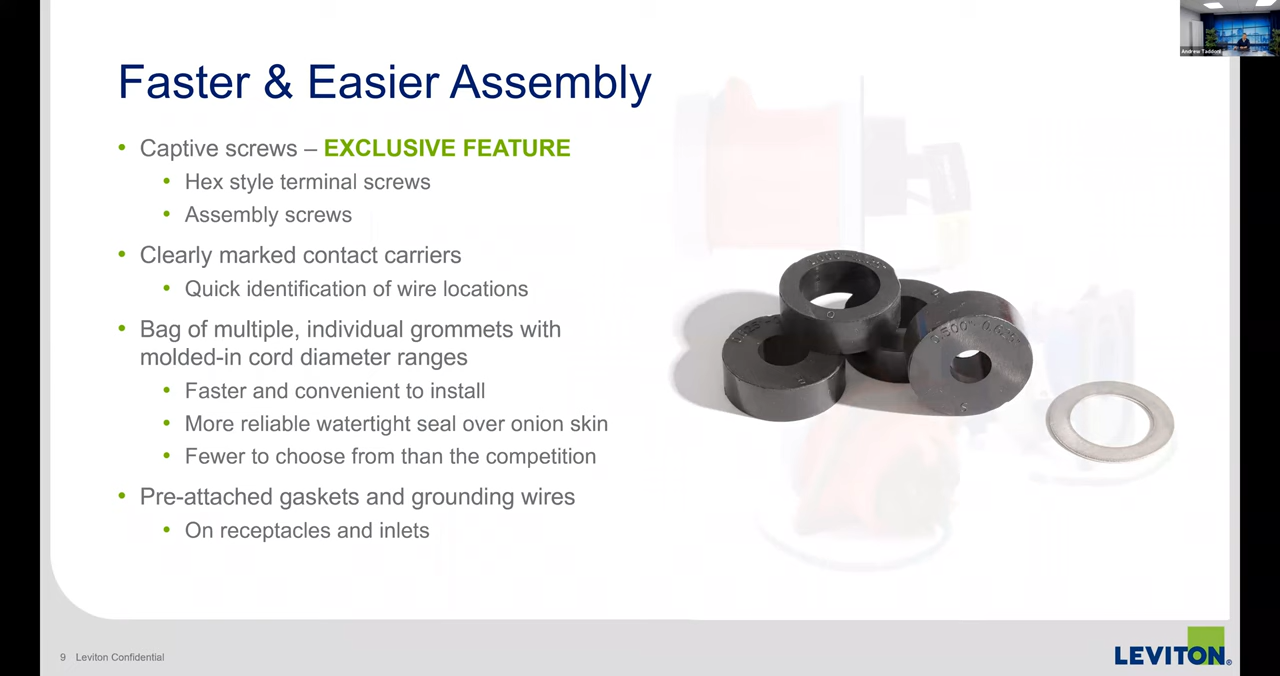 Andrew Taddoni
Faster & Easier Assembly
• Captive screws – EXCLUSIVE FEATURE
• Hex style terminal screws
• Assembly screws
• Clearly marked contact carriers
• Quick identification of wire locations
• Bag of multiple, individual grommets with
molded-in cord diameter ranges
• Faster and convenient to install
• More reliable watertight seal over onion skin
• Fewer to choose from than the competition
• Pre-attached gaskets and grounding wires
• On receptacles and inlets
9 Leviton Confidential
LEVITON®